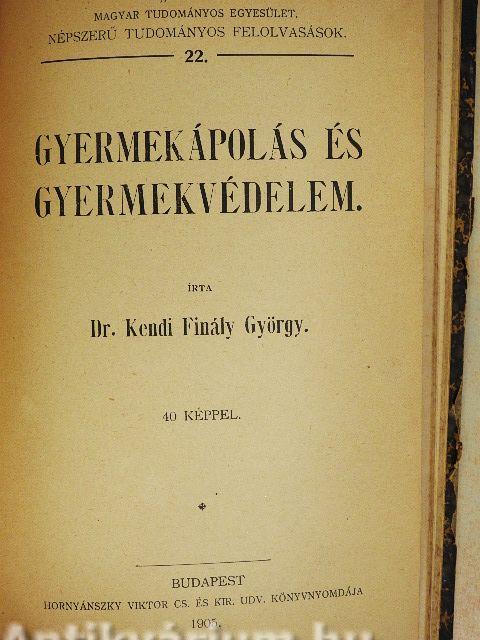 MAGYAR TUDOMÁNYOS EGYESÜLET.
NÉPSZERŰ TUDOMÁNYOS FELOLVASÁSOK.
22.
GYERMEKÁPOLÁS ÉS
GYERMEKVÉDELEM.
ÍRTA
Dr. Kendi Finály György.
40 KÉPPEL.
BUDAPEST
HORNYÁNSZKY VIKTOR CS. ÉS KIR. UDV. KÖNYVNYOMDÁJA
1905.